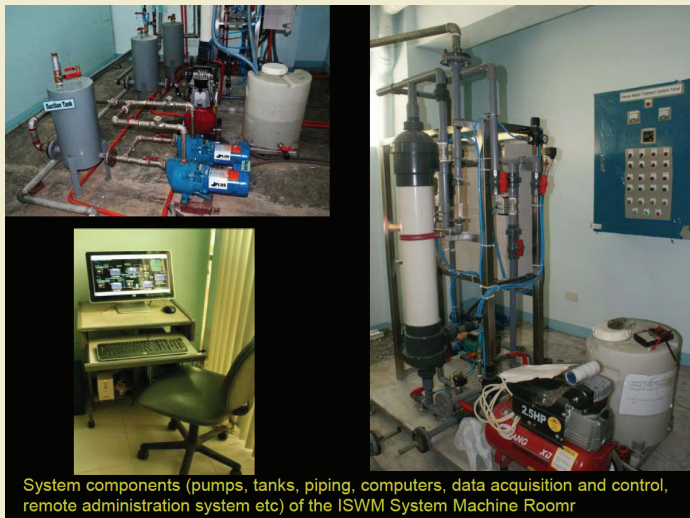 Suction Tank
2.5HP
System components (pumps, tanks, piping, computers, data acquisition and control,
remote administration system etc) of the ISWM System Machine Roomr